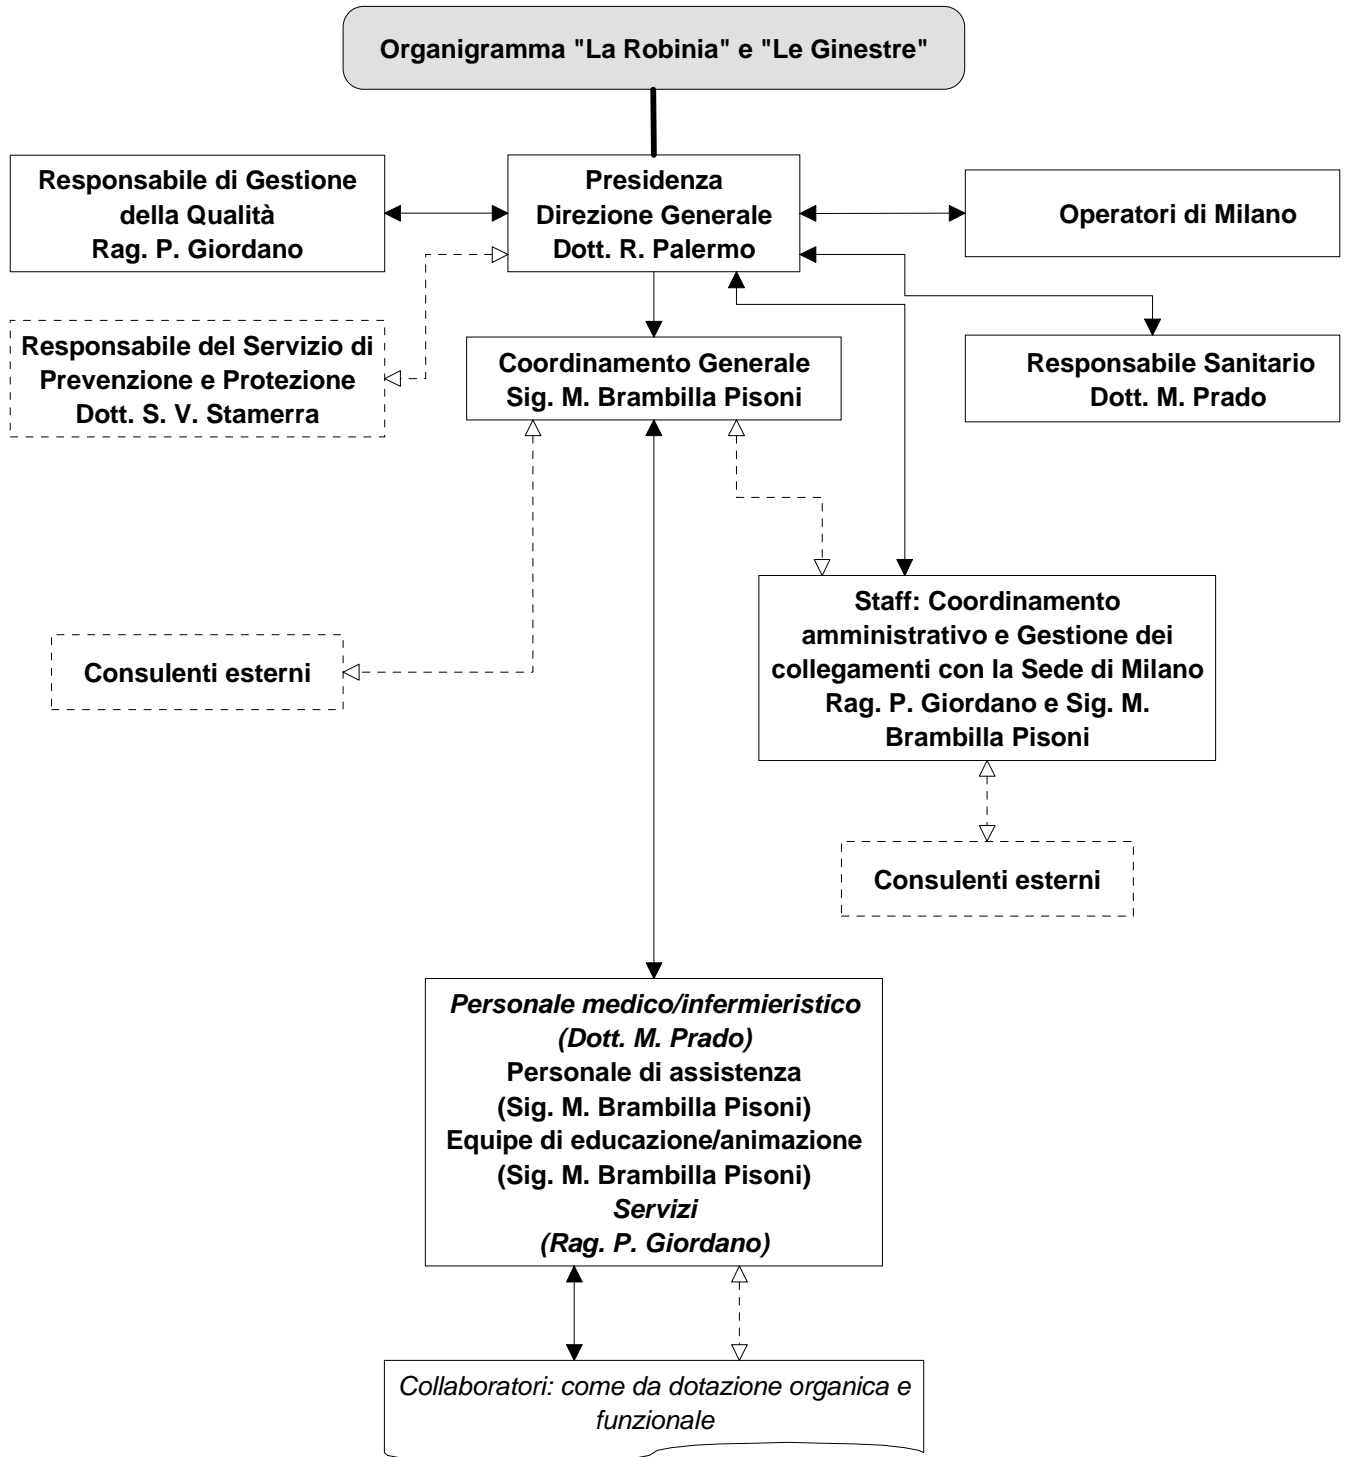 Organigramma "La Robinia" e "Le Ginestre"
Responsabile di Gestione
della Qualità
Rag. P. Giordano
Presidenza
Direzione Generale
Dott. R. Palermo
Operatori di Milano
Responsabile del Servizio di
Prevenzione e Protezione
Dott. S. V. Stamerra
Coordinamento Generale
Sig. M. Brambilla Pisoni
Responsabile Sanitario
Dott. M. Prado
Consulenti esterni
Staff: Coordinamento
amministrativo e Gestione dei
collegamenti con la Sede di Milano
Rag. P. Giordano e Sig. M.
Brambilla Pisoni
Consulenti esterni
Personale medico/infermieristico
(Dott. M. Prado)
Personale di assistenza
(Sig. M. Brambilla Pisoni)
Equipe di educazione/animazione
(Sig. M. Brambilla Pisoni)
Servizi
(Rag. P. Giordano)
Collaboratori: come da dotazione organica e
funzionale